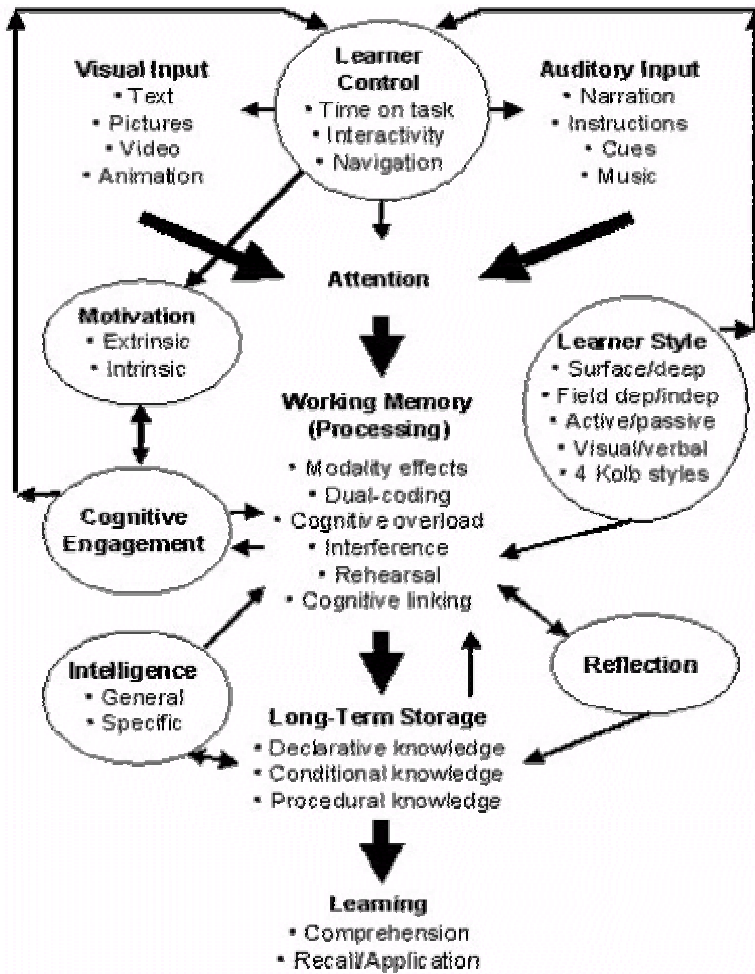 Learner
Control
• Time on task
• Interactivity
• Navigation
Visual Input
• Text
• Pictures
• Video
• Animation
Auditory Input
• Narration
• Instructions
• Cues
• Music
Attention
Motivation
• Extrinsic
• Intrinsic
Learner Style
• Surface/deep
• Field dep/indep
• Active/passive
• Visual/verbal
• 4 Kolb styles
Working Memory
(Processing)
• Modality effects
• Dual-coding
• Cognitive overload
• Interference
• Rehearsal
• Cognitive linking
Cognitive
Engagement
Intelligence
• General
• Specific
Reflection
Long-Term Storage
• Declarative knowledge
• Conditional knowledge
• Procedural knowledge
Learning
• Comprehension
• Recall/Application